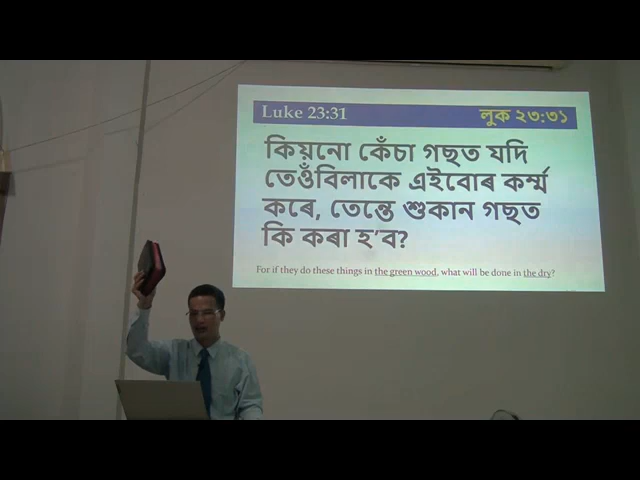 Luke 23:31 লুক ২৩:৩১
কিয়নো কেঁচা গছত যদি
তেওঁবিলাকে এইবোৰ কৰ্ম্ম
কৰে, তেন্তে শুকান গছত
কি কৰা হ'ব?
For if they do these things in the green wood, what will be done in the dry?